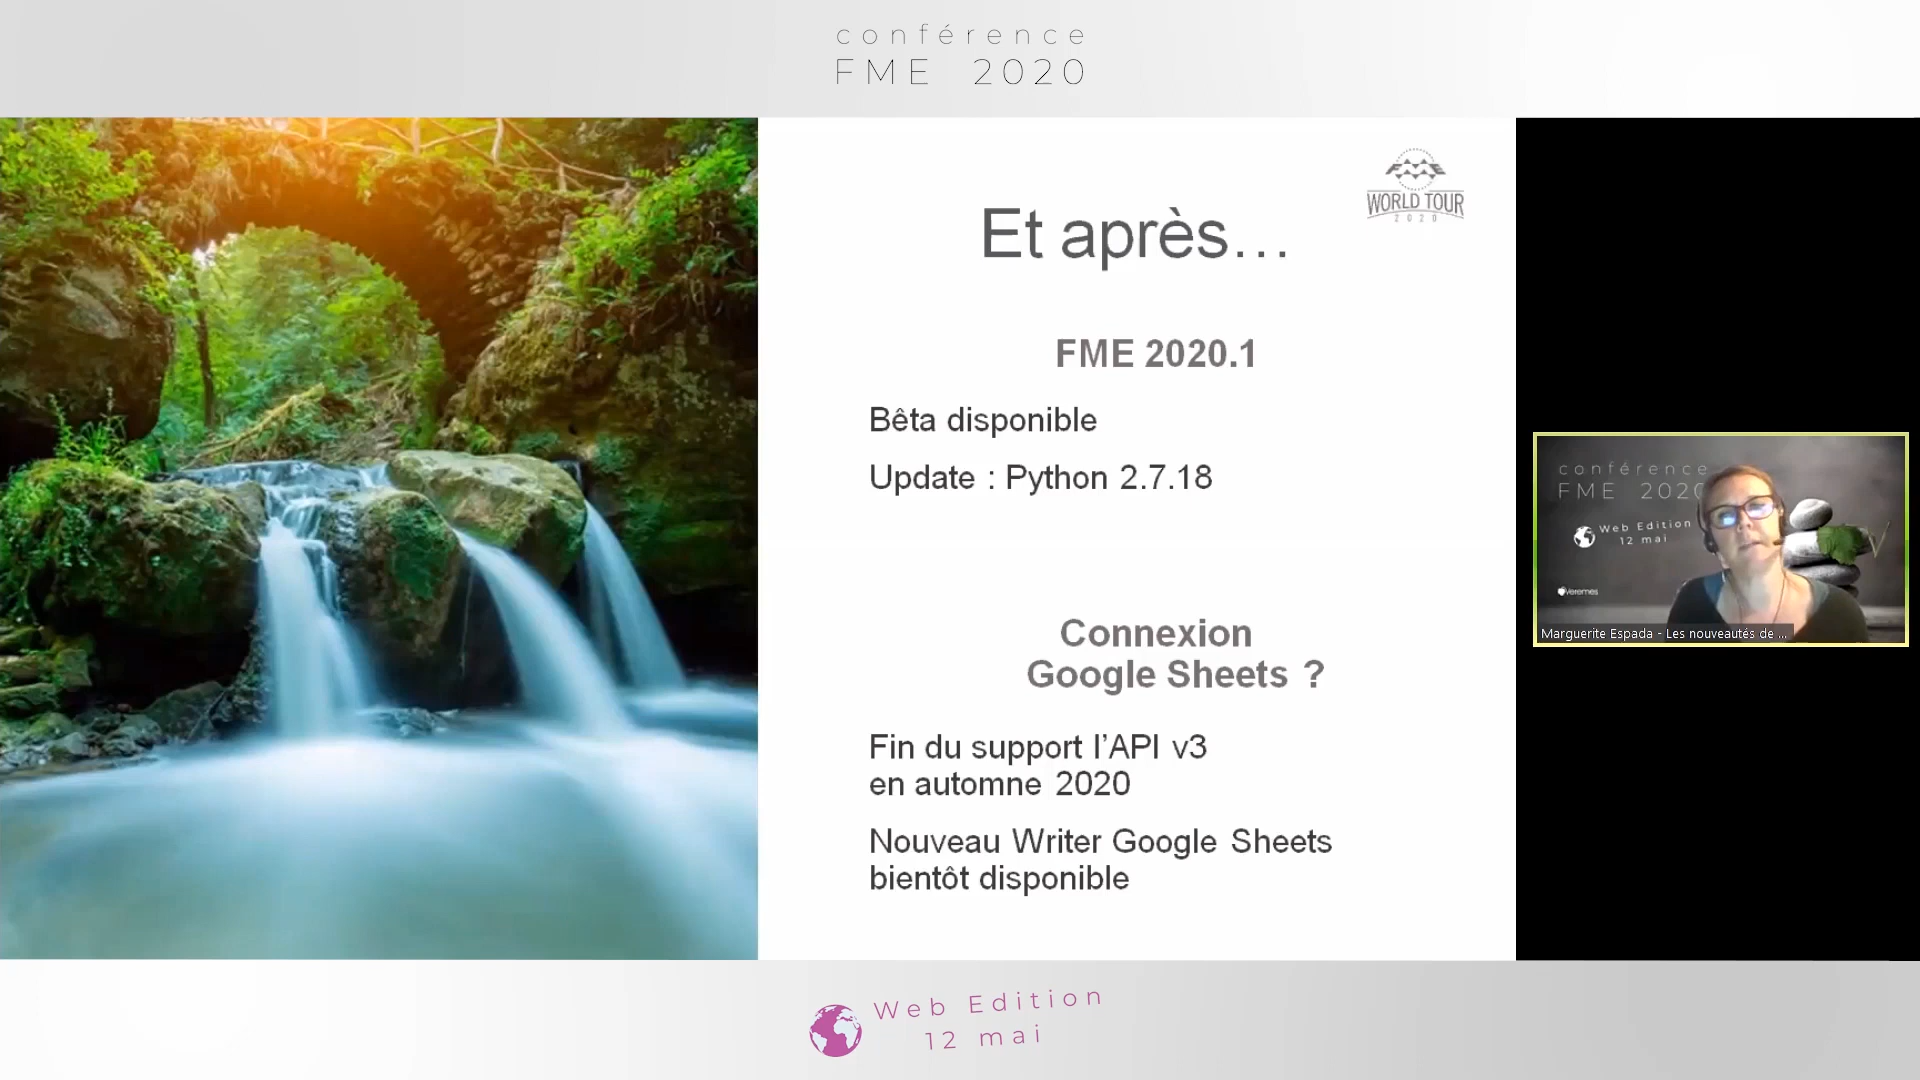 conférence
FME 2020
WORLD TOUR
2020
Et après…
FME 2020.1
Bêta disponible
Update : Python 2.7.18
Connexion
Google Sheets ?
Fin du support l’API v3
en automne 2020
Nouveau Writer Google Sheets
bientôt disponible
conférence
FME 2020
Web Edition
12 mai
Veremes
Marguerite Espada - Les nouveautés de ...
Web Edition
12 mai